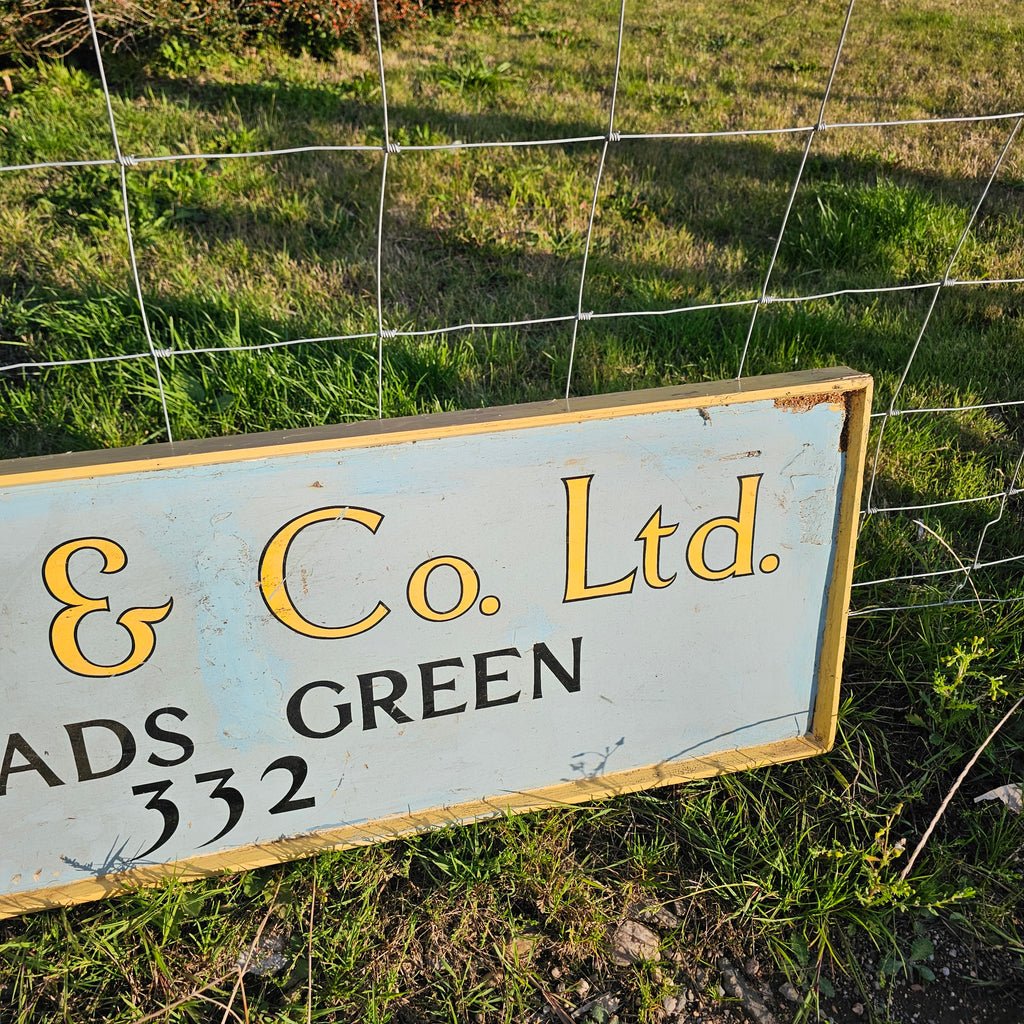 & Co. Ltd.
ADS GREEN
332